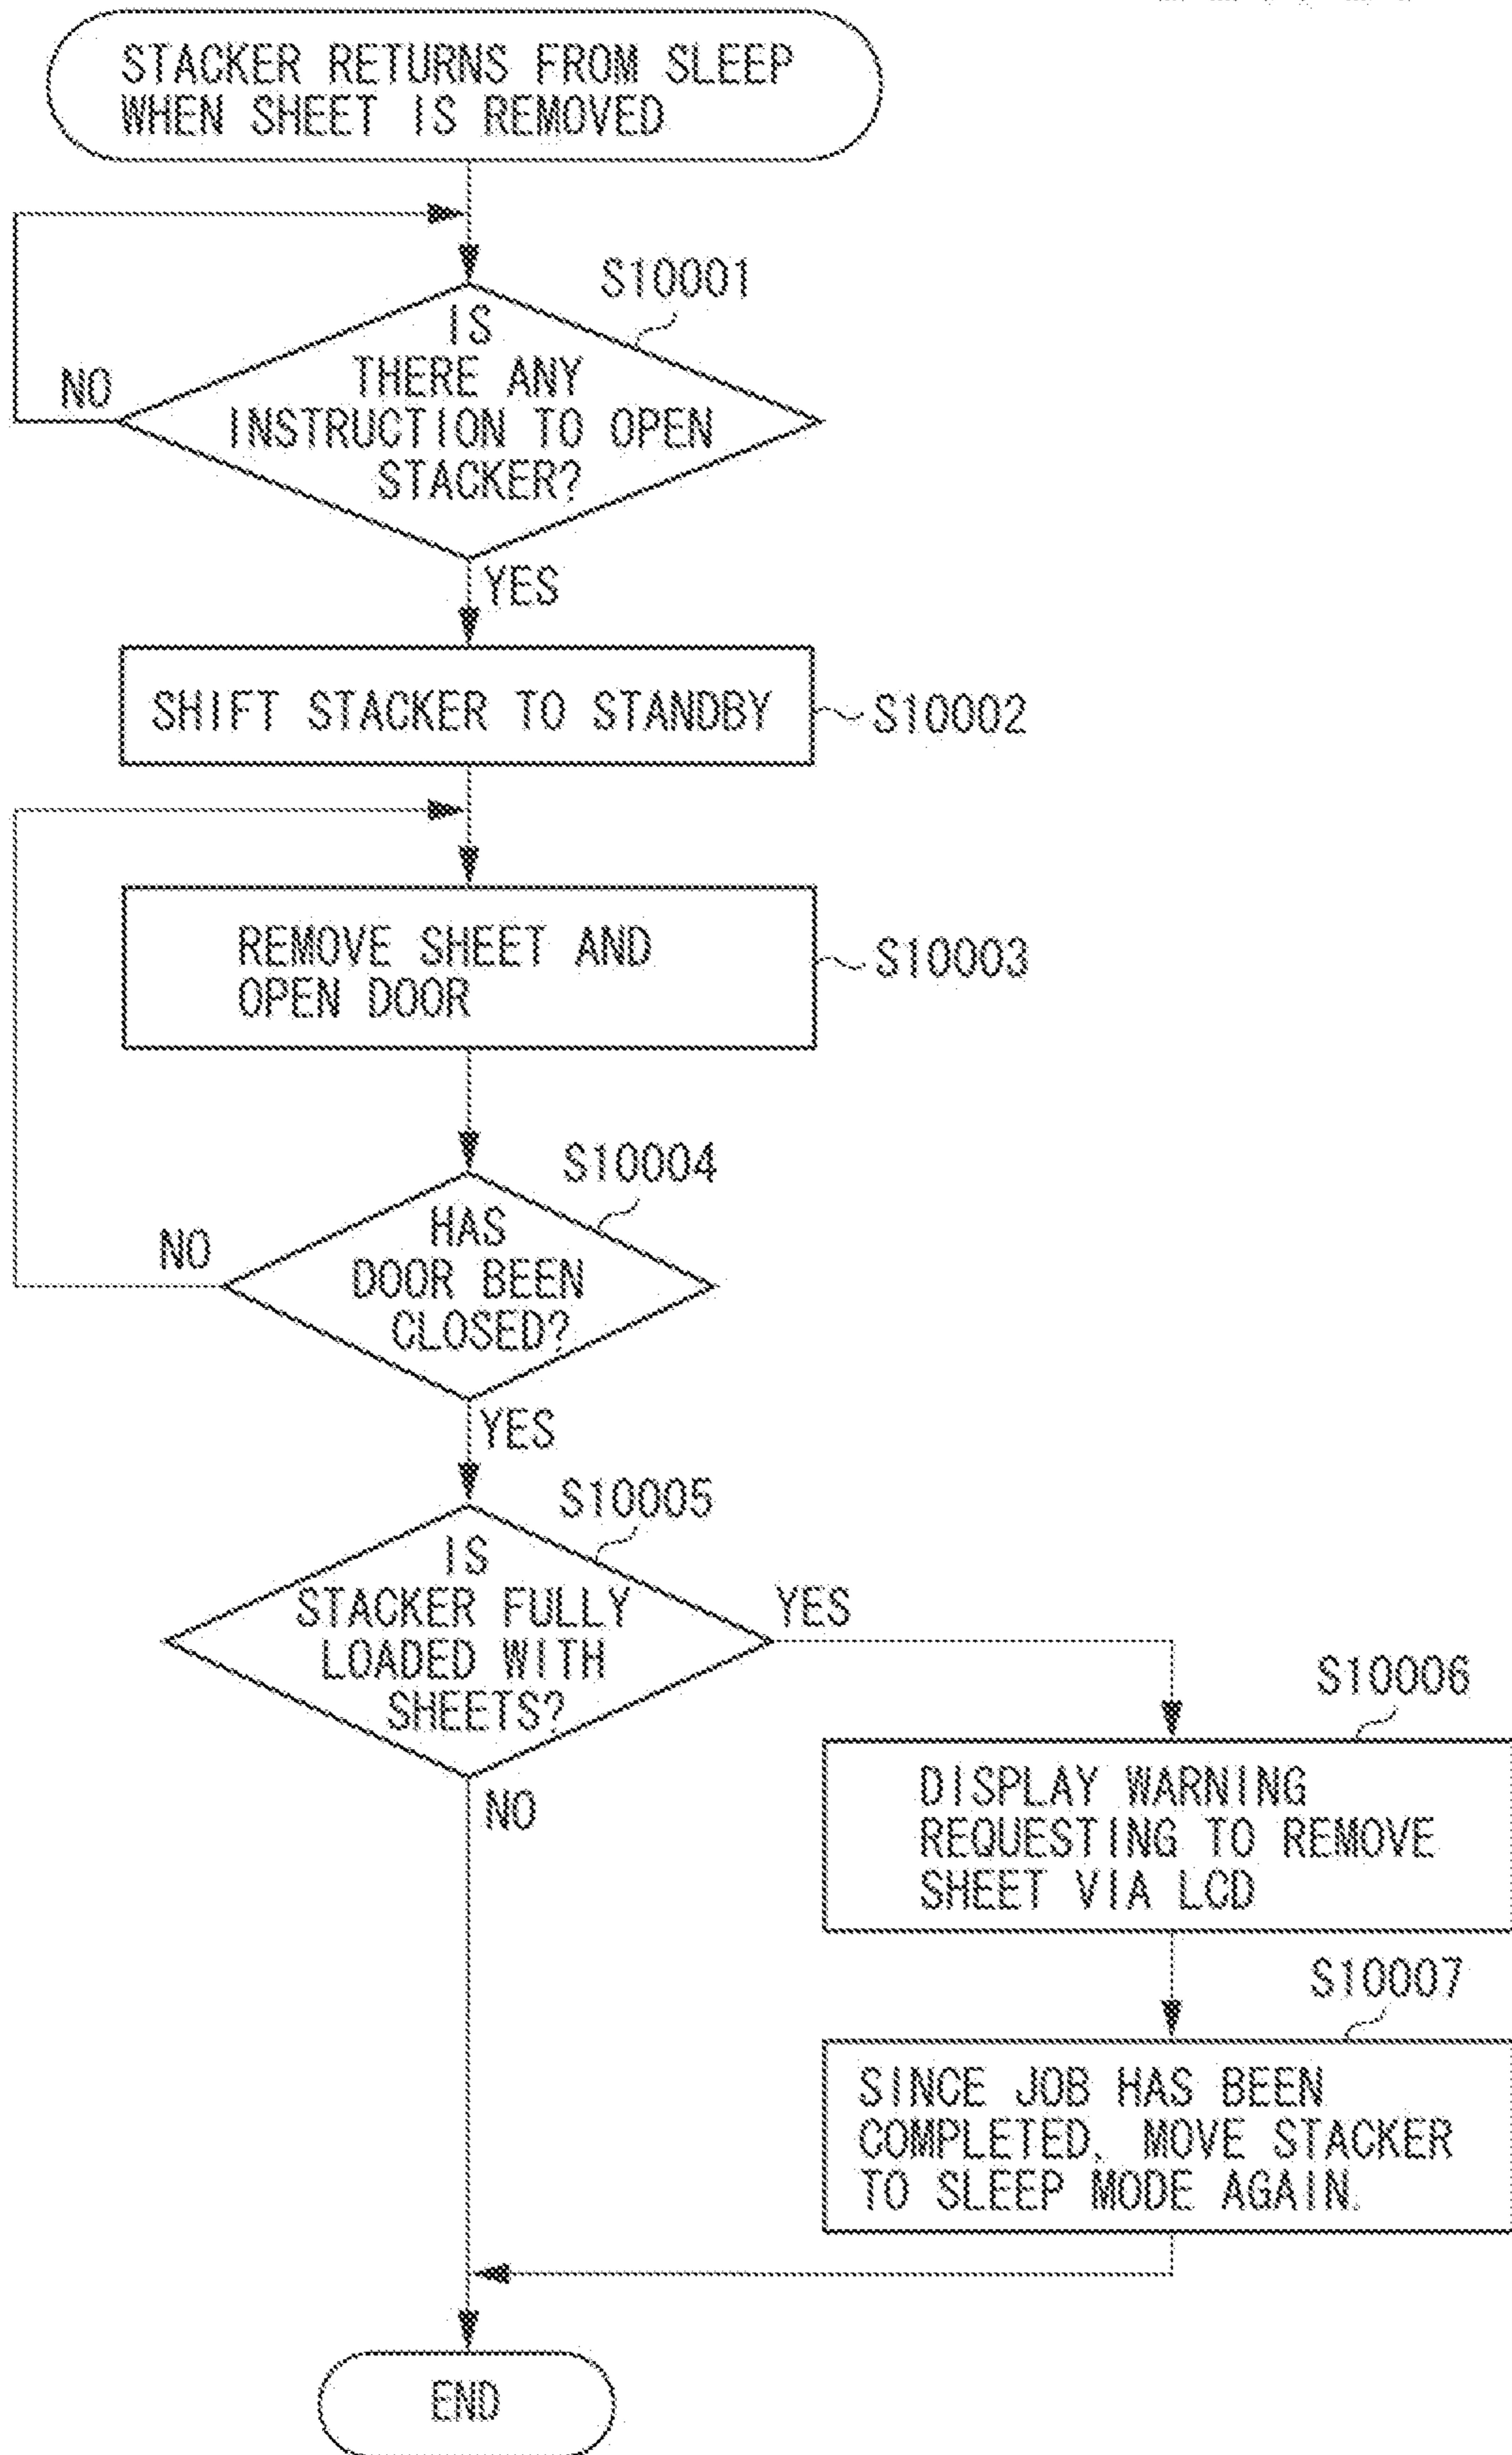 STACKER RETURNS FROM SLEEP
WHEN SHEET IS REMOVED
S10001
IS
THERE ANY
INSTRUCTION TO OPEN
STACKER?
NO
YES
SHIFT STACKER TO STANDBY
S10002
REMOVE SHEET AND
OPEN DOOR
S10003
S10004
HAS
DOOR BEEN
CLOSED?
NO
YES
S10005
IS
STACKER FULLY
LOADED WITH
SHEETS?
YES
NO
S10006
DISPLAY WARNING
REQUESTING TO REMOVE
SHEET VIA LCD
S10007
SINCE JOB HAS BEEN
COMPLETED, MOVE STACKER
TO SLEEP MODE AGAIN.
END